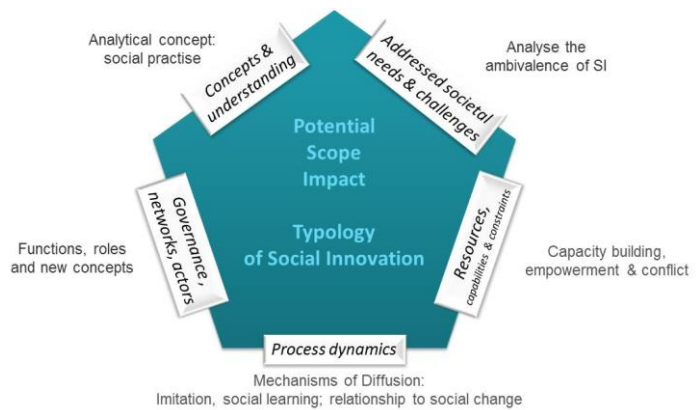 Analytical concept:
social practise
Concepts &
understanding
Addressed societal
needs & challenges
Analyse the
ambivalence of SI
Potential
Scope
Impact
Typology
of Social Innovation
Governance,
networks, actors
Functions, roles
and new concepts
Resources,
capabilities & constraints
Capacity building,
empowerment & conflict
Process dynamics
Mechanisms of Diffusion:
Imitation, social learning; relationship to social change